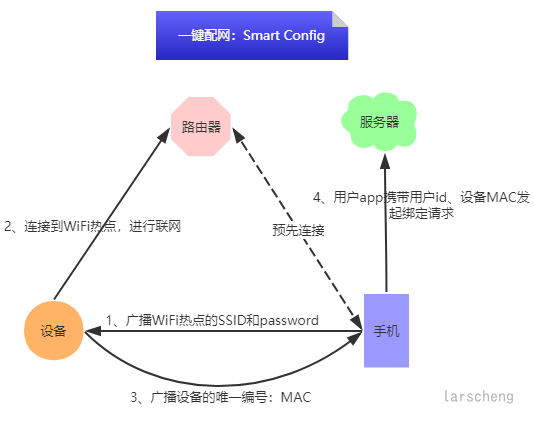 一键配网：Smart Config
路由器
服务器
4、用户app携带用户id、设备MAC发
起绑定请求
2、连接到WiFi热点，进行联网
预先连接
设备
1、广播WiFi热点的SSID和password
手机
3、广播设备的唯一编号：MAC
larscheng